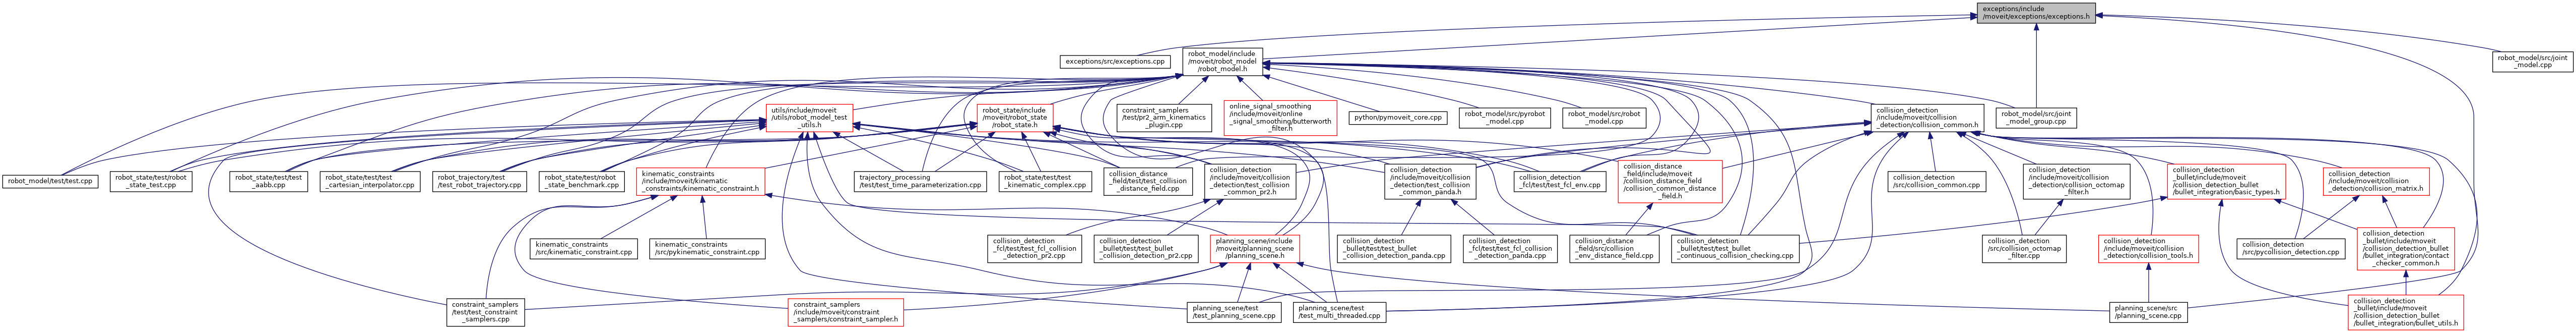 exceptions/include
/moveit/exceptions/exceptions.h
exceptions/src/exceptions.cpp
robot_model/include
/moveit/robot_model
/robot_model.h
robot_model/src/joint
_model.cpp
utils/include/moveit
/utils/robot_model_test
_utils.h
robot_state/include
/moveit/robot_state
/robot_state.h
constraint_samplers
/test/pr2_arm_kinematics
_plugin.cpp
online_signal_smoothing
/include/moveit/online
_signal_smoothing/butterworth
_filter.h
python/pymoveit_core.cpp
robot_model/src/pyrobot
_model.cpp
robot_model/src/robot
_model.cpp
collision_detection
/include/moveit/collision
_detection/collision_common.h
robot_model/src/joint
_model_group.cpp
robot_model/test/test.cpp
robot_state/test/robot
_state_test.cpp
robot_state/test/test
_aabb.cpp
robot_state/test/test
_cartesian_interpolator.cpp
robot_trajectory/test
/test_robot_trajectory.cpp
robot_state/test/robot
_state_benchmark.cpp
kinematic_constraints
/include/moveit/kinematic
_constraints/kinematic_constraint.h
trajectory_processing
/test/test_time_parameterization.cpp
robot_state/test/test
_kinematic_complex.cpp
collision_distance
_field/test/test_collision
_distance_field.cpp
collision_detection
/include/moveit/collision
_detection/test_collision
_common_pr2.h
collision_detection
/include/moveit/collision
_detection/test_collision
_common_panda.h
collision_detection
_fcl/test/test_fcl_env.cpp
collision_distance
_field/include/moveit
/collision_distance_field
/collision_common_distance
_field.h
collision_detection
/src/collision_common.cpp
collision_detection
/include/moveit/collision
_detection/collision_octomap
_filter.h
collision_detection
_bullet/include/moveit
/collision_detection_bullet
/bullet_integration/basic_types.h
collision_detection
/include/moveit/collision
_detection/collision_matrix.h
kinematic_constraints
/src/kinematic_constraint.cpp
kinematic_constraints
/src/pykinematic_constraint.cpp
collision_detection
_fcl/test/test_fcl_collision
_detection_pr2.cpp
collision_detection
_bullet/test/test_bullet
_collision_detection_pr2.cpp
planning_scene/include
/moveit/planning_scene
/planning_scene.h
collision_detection
_bullet/test/test_bullet
_collision_detection_panda.cpp
collision_detection
_fcl/test/test_fcl_collision
_detection_panda.cpp
collision_distance
_field/src/collision
_env_distance_field.cpp
collision_detection
_bullet/test/test_bullet
_continuous_collision_checking.cpp
collision_detection
/src/collision_octomap
_filter.cpp
collision_detection
/include/moveit/collision
_detection/collision_tools.h
collision_detection
/src/pycollision_detection.cpp
collision_detection
_bullet/include/moveit
/collision_detection_bullet
/bullet_integration/contact
_checker_common.h
constraint_samplers
/test/test_constraint
_samplers.cpp
constraint_samplers
/include/moveit/constraint
_samplers/constraint_sampler.h
planning_scene/test
/test_planning_scene.cpp
planning_scene/test
/test_multi_threaded.cpp
planning_scene/src
/planning_scene.cpp
collision_detection
_bullet/include/moveit
/collision_detection_bullet
/bullet_integration/bullet_utils.h